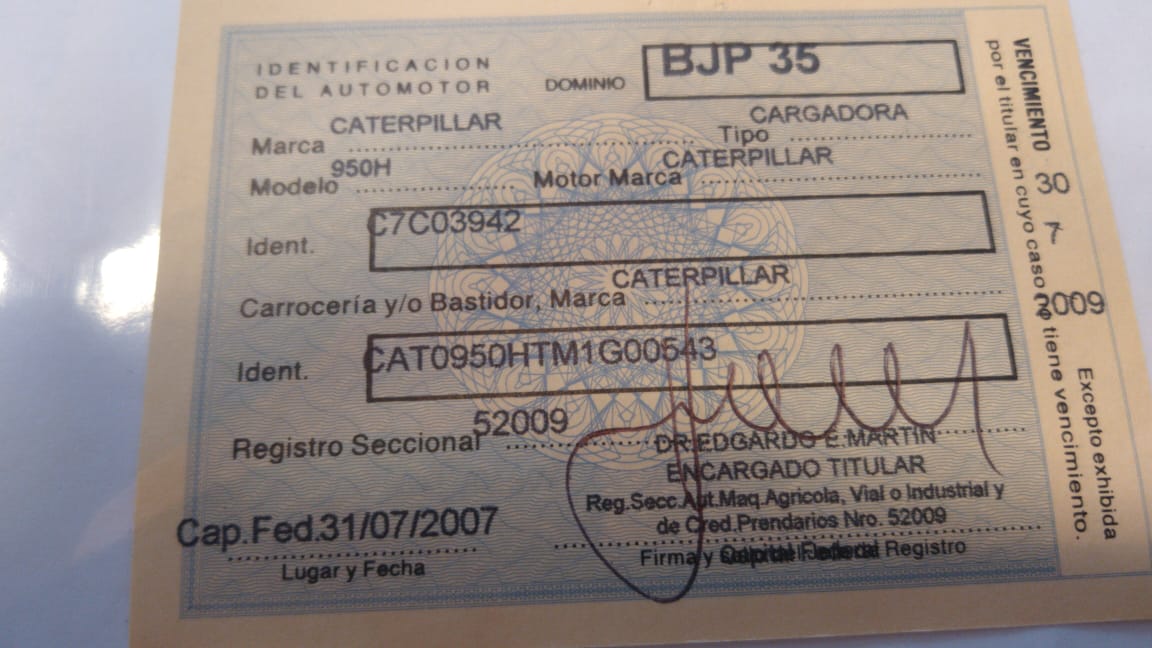 IDENTIFICACION
DEL AUTOMOTOR
DOMINIO BJP 35
Marca CATERPILLAR Tipo CARGADORA
Modelo 950H Motor Marca CATERPILLAR
Ident. C7C03942
Carrocería y/o Bastidor, Marca CATERPILLAR
Ident. CAT0950HTM1G00543
Registro Seccional 52009
DR.EDGARDO E.MARTIN
ENCARGADO TITULAR
Reg.Secc.Aut.Maq.Agricola, Vial o Industrial y
de Cred.Prendarios Nro. 52009
Cap.Fed.31/07/2007
Lugar y Fecha
Firma y Capital Federal Registro
VENCIMIENTO 30 7 2009 Excepto exhibida
por el titular en cuyo caso no tiene vencimiento.